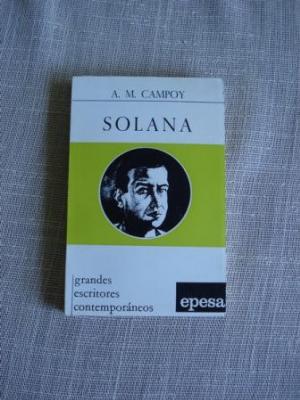 A. M. CAMPOY
SOLANA
grandes
escritores
contemporáneos
epesa